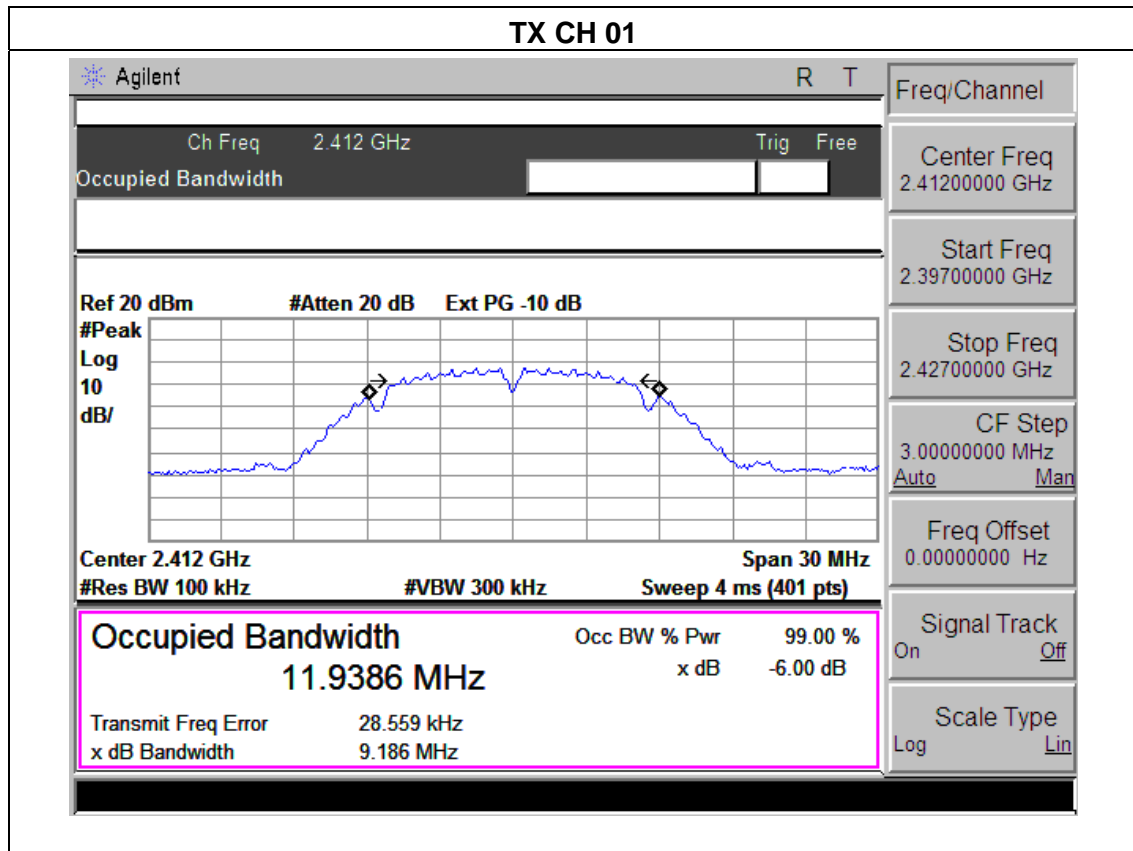 TX CH 01
Agilent R T
Ch Freq 2.412 GHz Trig Free
Occupied Bandwidth
Ref 20 dBm #Atten 20 dB Ext PG -10 dB
#Peak
Log
10
dB/
Center 2.412 GHz Span 30 MHz
#Res BW 100 kHz #VBW 300 kHz Sweep 4 ms (401 pts)
Occupied Bandwidth Occ BW % Pwr 99.00 %
11.9386 MHz x dB -6.00 dB
Transmit Freq Error 28.559 kHz
x dB Bandwidth 9.186 MHz
Freq/Channel
Center Freq
2.41200000 GHz
Start Freq
2.39700000 GHz
Stop Freq
2.42700000 GHz
CF Step
3.00000000 MHz
Auto Man
Freq Offset
0.00000000 Hz
Signal Track
On Off
Scale Type
Log Lin